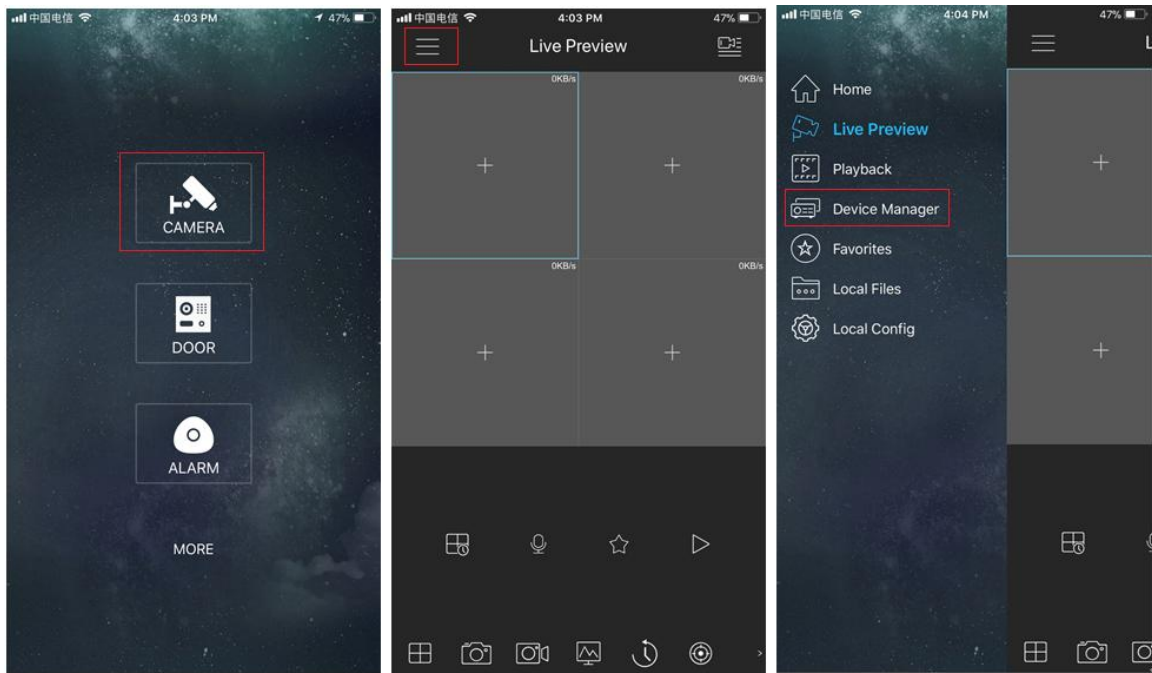 中国电信 4:03 PM 47%
CAMERA
DOOR
ALARM
MORE
中国电信 4:03 PM 47%
Live Preview
0KB/s 0KB/s
0KB/s 0KB/s
中国电信 4:04 PM 47%
L
Home
Live Preview
Playback
Device Manager
Favorites
Local Files
Local Config